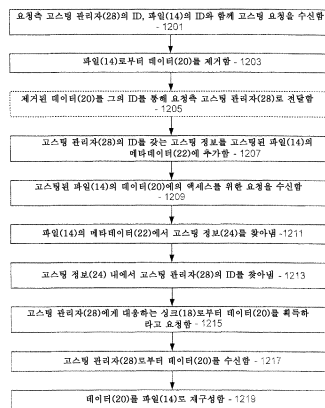 요청측 고스팅 관리자(28)의 ID, 파일(14)의 ID와 함께 고스팅 요청을 수신함
- 1201
파일(14)로부터 데이터(20)를 제거함 - 1203
제거된 데이터(20)를 그의 ID를 통해 요청측 고스팅 관리자(28)로 전달함
- 1205
고스팅 관리자(28)의 ID를 갖는 고스팅 정보를 고스팅된 파일(14)의
메타데이터(22)에 추가함 - 1207
고스팅된 파일(14)의 데이터(20)에의 액세스를 위한 요청을 수신함
- 1209
파일(14)의 메타데이터(22)에서 고스팅 정보(24)를 찾아냄 - 1211
고스팅 정보(24) 내에서 고스팅 관리자(28)의 ID를 찾아냄 - 1213
고스팅 관리자(28)에게 대응하는 싱크(18)로부터 데이터(20)를 획득하
라고 요청함 - 1215
고스팅 관리자(28)로부터 데이터(20)를 수신함 - 1217
데이터(20)를 파일(14)로 재구성함 - 1219